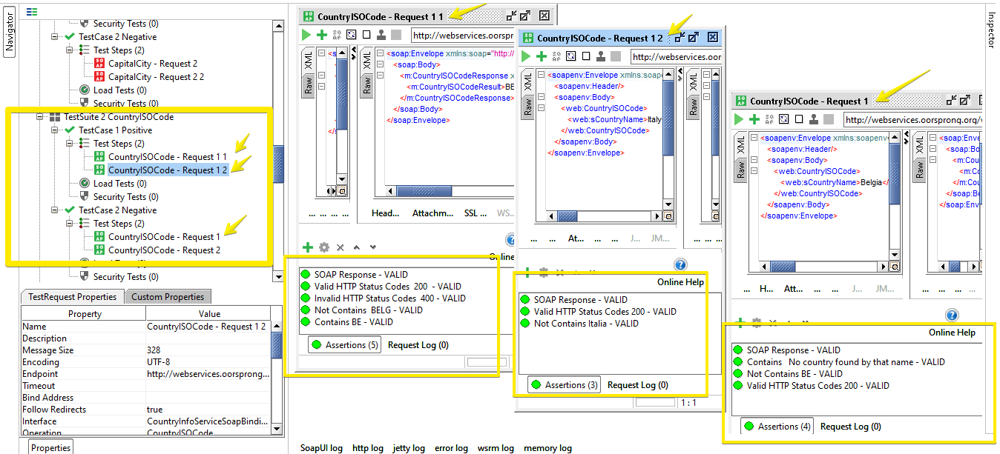 Navigator
Security Tests (0)
TestCase 2 Negative
Test Steps (2)
CapitalCity - Request 2
CapitalCity - Request 2 2
Load Tests (0)
Security Tests (0)
TestSuite 2 CountryISOCode
TestCase 1 Positive
Test Steps (2)
CountryISOCode - Request 1 1
CountryISOCode - Request 1 2
Load Tests (0)
Security Tests (0)
TestCase 2 Negative
Test Steps (2)
CountryISOCode - Request 1
CountryISOCode - Request 2
Security Tests (0)
TestRequest Properties
Custom Properties
Property Value
Name CountryISOCode - Request 1 2
Description
Message Size 328
Encoding UTF-8
Endpoint http://webservices.oorsprong...
Timeout
Bind Address
Follow Redirects true
Interface CountryInfoServiceSoapBindi...
Operation CountryISOCode
Properties
CountryISOCode - Request 1 1
http://webservices.oorsprong
XML
Raw
XML
Raw
<soap:Envelope xmlns:soap="http://
<soap:Body>
<m:CountryISOCodeResponse x
<m:CountryISOCodeResult>BE
</m:CountryISOCodeResponse>
</soap:Body>
</soap:Envelope>
... ... ... ...
Head... Attachm... SSL ... WS...
Online
SOAP Response - VALID
Valid HTTP Status Codes 200 - VALID
Invalid HTTP Status Codes 400 - VALID
Not Contains BELG - VALID
Contains BE - VALID
Assertions (5)
Request Log (0)
CountryISOCode - Request 1 2
http://webservices.oorsprong
XML
Raw
XML
Raw
<soapenv:Envelope xmlns:soape
<soapenv:Header/>
<soapenv:Body>
<web:CountryISOCode>
<web:sCountryName>Italy
</web:CountryISOCode>
</soapenv:Body>
</soapenv:Envelope>
... ... At... ... ... J... JM...
Online Help
SOAP Response - VALID
Valid HTTP Status Codes 200 - VALID
Not Contains Italia - VALID
Assertions (3)
Request Log (0)
1 : 1
CountryISOCode - Request 1
http://webservices.oorsprong.org/w
XML
Raw
XML
Raw
<soapenv:Envelope xmlns:soapenv=
<soapenv:Header/>
<soapenv:Body>
<web:CountryISOCode>
<web:sCountryName>Belgia</
</web:CountryISOCode>
</soapenv:Body>
</soapenv:Envelope>
<soap:Envelo
<soap:Bo
<m:Cou
<m:C
</m:Cou
</soap:Bo
</soap:Env
... H... Att... ... ... J... JM...
Online Help
SOAP Response - VALID
Contains No country found by that name - VALID
Not Contains BE - VALID
Valid HTTP Status Codes 200 - VALID
Assertions (4)
Request Log (0)
Inspector
SoapUI log http log jetty log error log wsrm log memory log